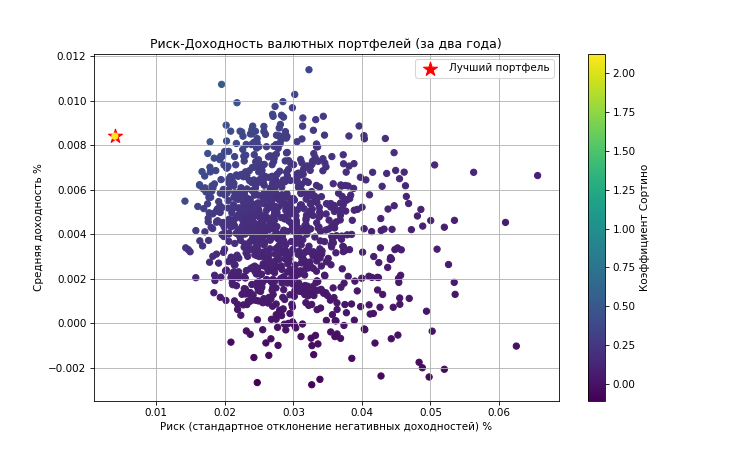 Риск-Доходность валютных портфелей (за два года)
Лучший портфель
Средняя доходность %
0.012
0.010
0.008
0.006
0.004
0.002
0.000
−0.002
0.01 0.02 0.03 0.04 0.05 0.06
Риск (стандартное отклонение негативных доходностей) %
2.00
1.75
1.50
1.25
1.00
0.75
0.50
0.25
0.00
Коэффициент Сортино